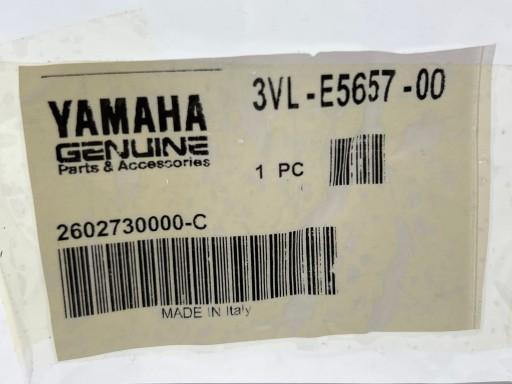 YAMAHA
GENUINE
Parts & Accessories
3VL-E5657-00
1 PC
2602730000-C
MADE IN Italy